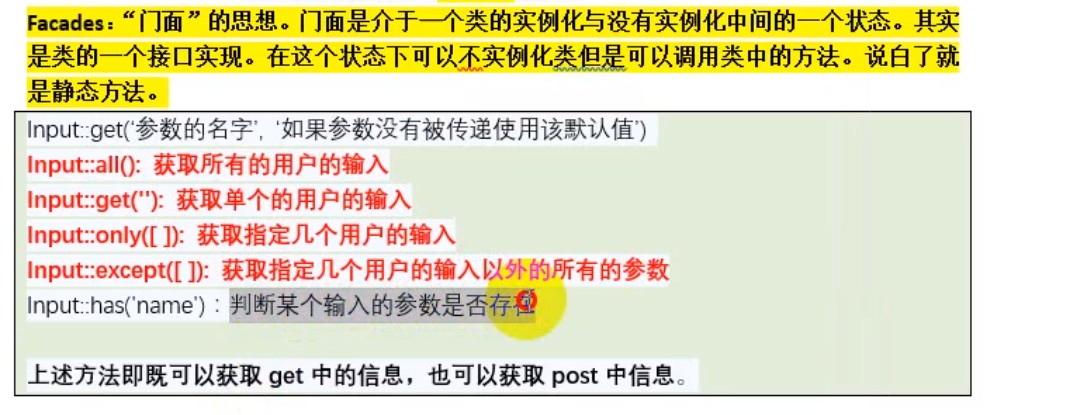 Facades：“门面”的思想。门面是介于一个类的实例化与没有实例化中间的一个状态。其实
是类的一个接口实现。在这个状态下可以不实例化类但是可以调用类中的方法。说白了就
是静态方法。
Input::get(‘参数的名字’, ‘如果参数没有被传递使用该默认值’)
Input::all(): 获取所有的用户的输入
Input::get(''): 获取单个的用户的输入
Input::only([ ]): 获取指定几个用户的输入
Input::except([ ]): 获取指定几个用户的输入以外的所有的参数
Input::has('name')：判断某个输入的参数是否存在
上述方法即既可以获取 get 中的信息，也可以获取 post 中信息。